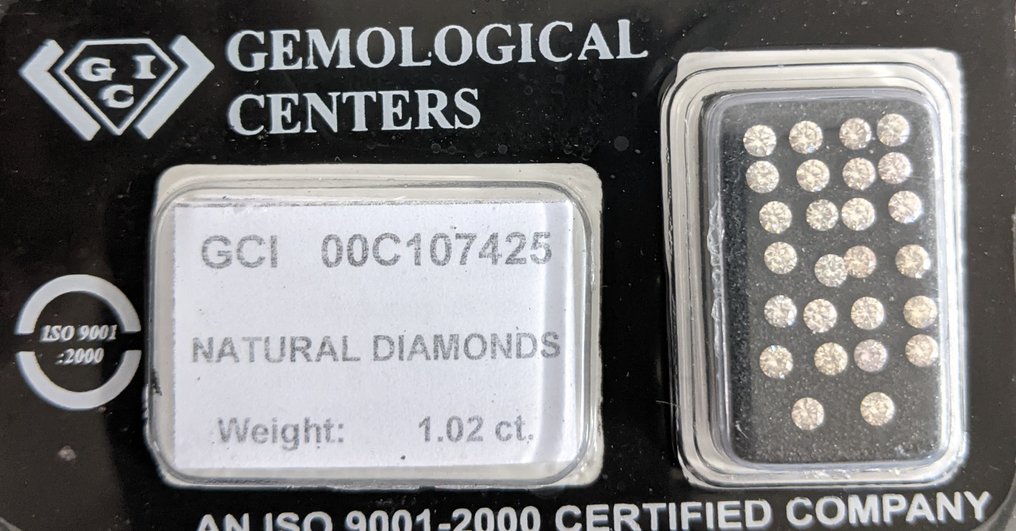 G I
C
GEMOLOGICAL
CENTERS
GCI 00C107425
NATURAL DIAMONDS
Weight: 1.02 ct.
ISO 9001
:2000
AN ISO 9001-2000 CERTIFIED COMPANY